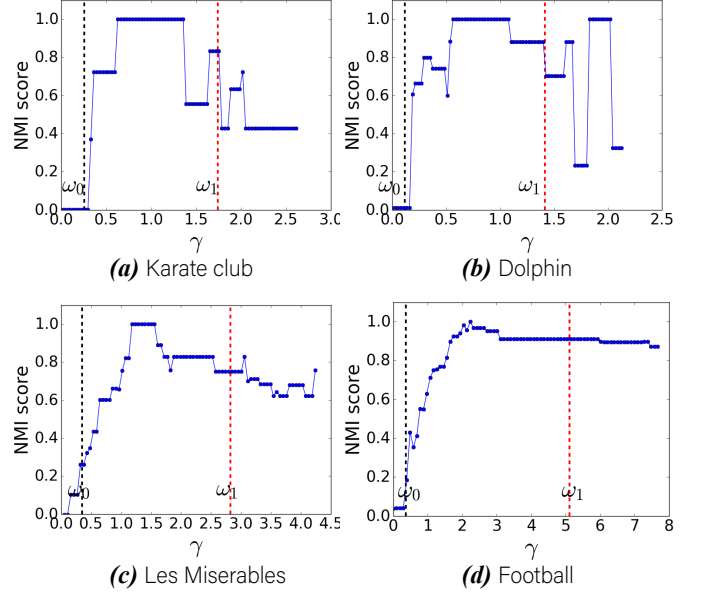 1.0
0.8
0.6
0.4
0.2
0.0
NMI score
ω0
ω1
0.0 0.5 1.0 1.5 2.0 2.5 3.0
γ
(a) Karate club
1.0
0.8
0.6
0.4
0.2
0.0
NMI score
ω0
ω1
0.0 0.5 1.0 1.5 2.0 2.5
γ
(b) Dolphin
1.0
0.8
0.6
0.4
0.2
0.0
NMI score
ω0
ω1
0.0 0.5 1.0 1.5 2.0 2.5 3.0 3.5 4.0 4.5
γ
(c) Les Miserables
1.0
0.8
0.6
0.4
0.2
0.0
NMI score
ω0
ω1
0 1 2 3 4 5 6 7 8
γ
(d) Football